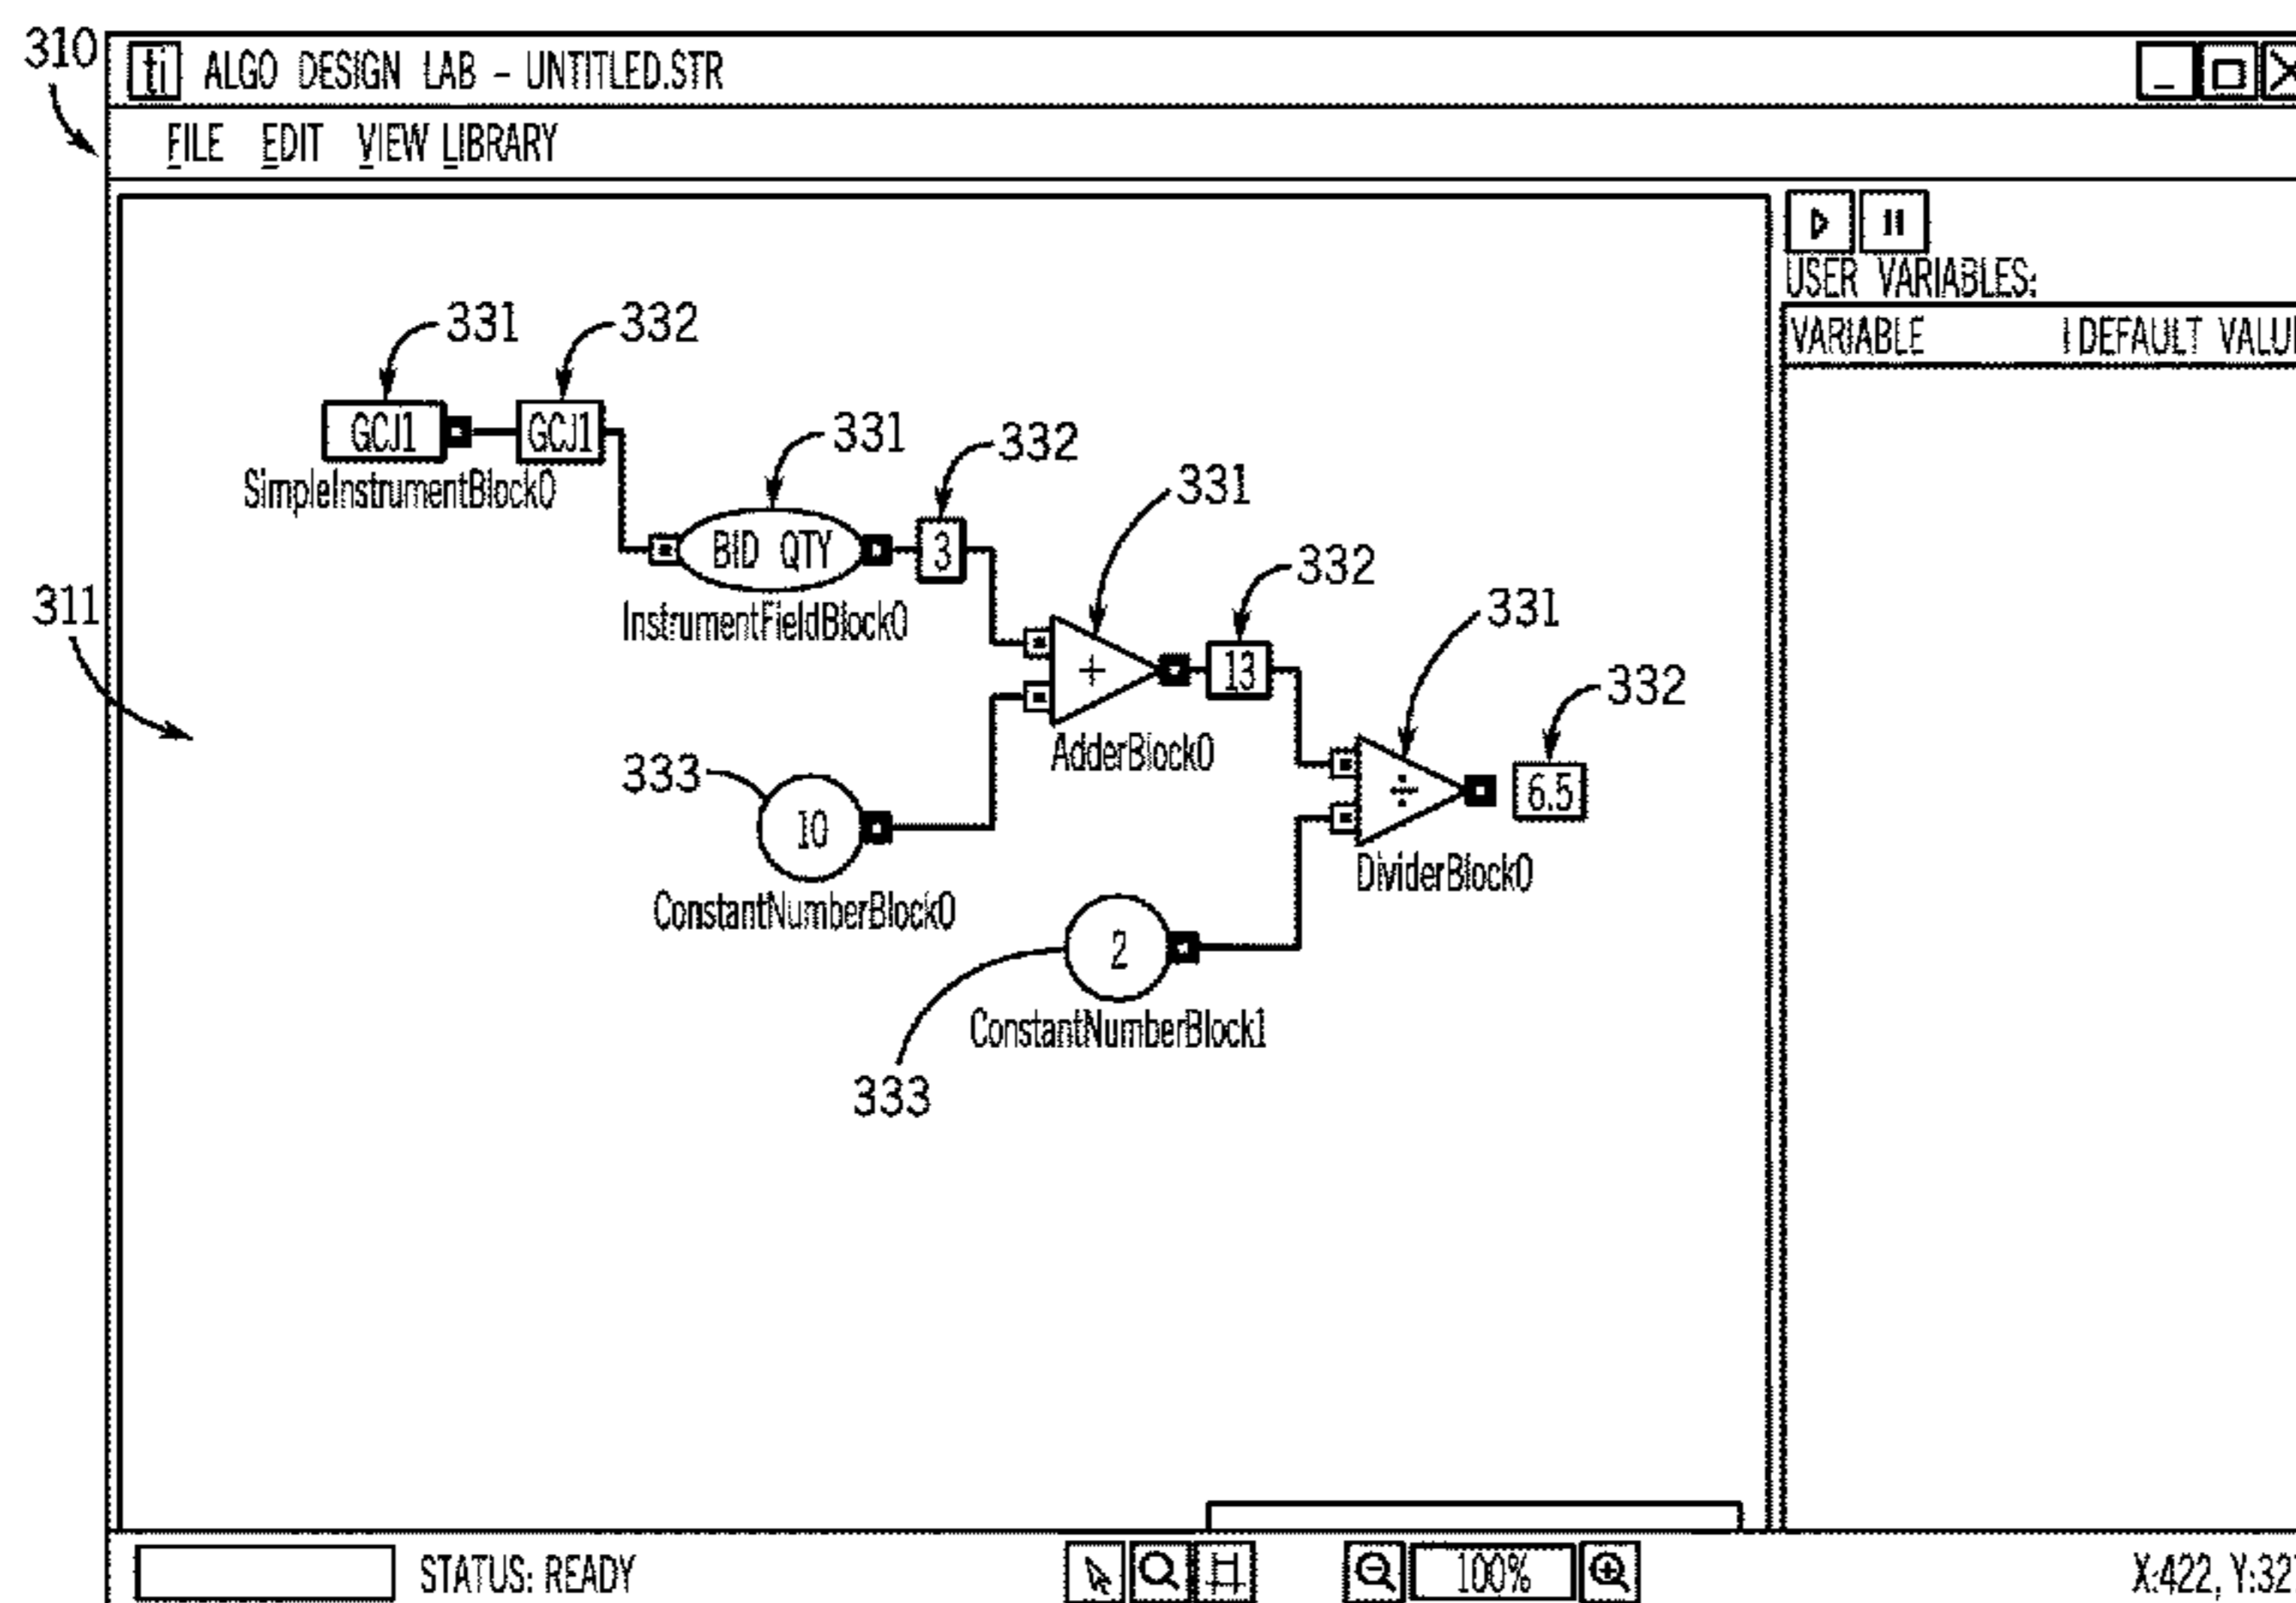 310
ti ALGO DESIGN LAB - UNTITLED.STR
FILE EDIT VIEW LIBRARY
USER VARIABLES:
VARIABLE DEFAULT
331 332
GCJ1 GCJ1
SimpleInstrumentBlock0
331 332
BID QTY 3
InstrumentFieldBlock0
331 332
+ 13
AdderBlock0
311
331 332
÷ 6.5
DividerBlock0
333
10
ConstantNumberBlock0
2
ConstantNumberBlock1
333
STATUS: READY
100%
X:422,